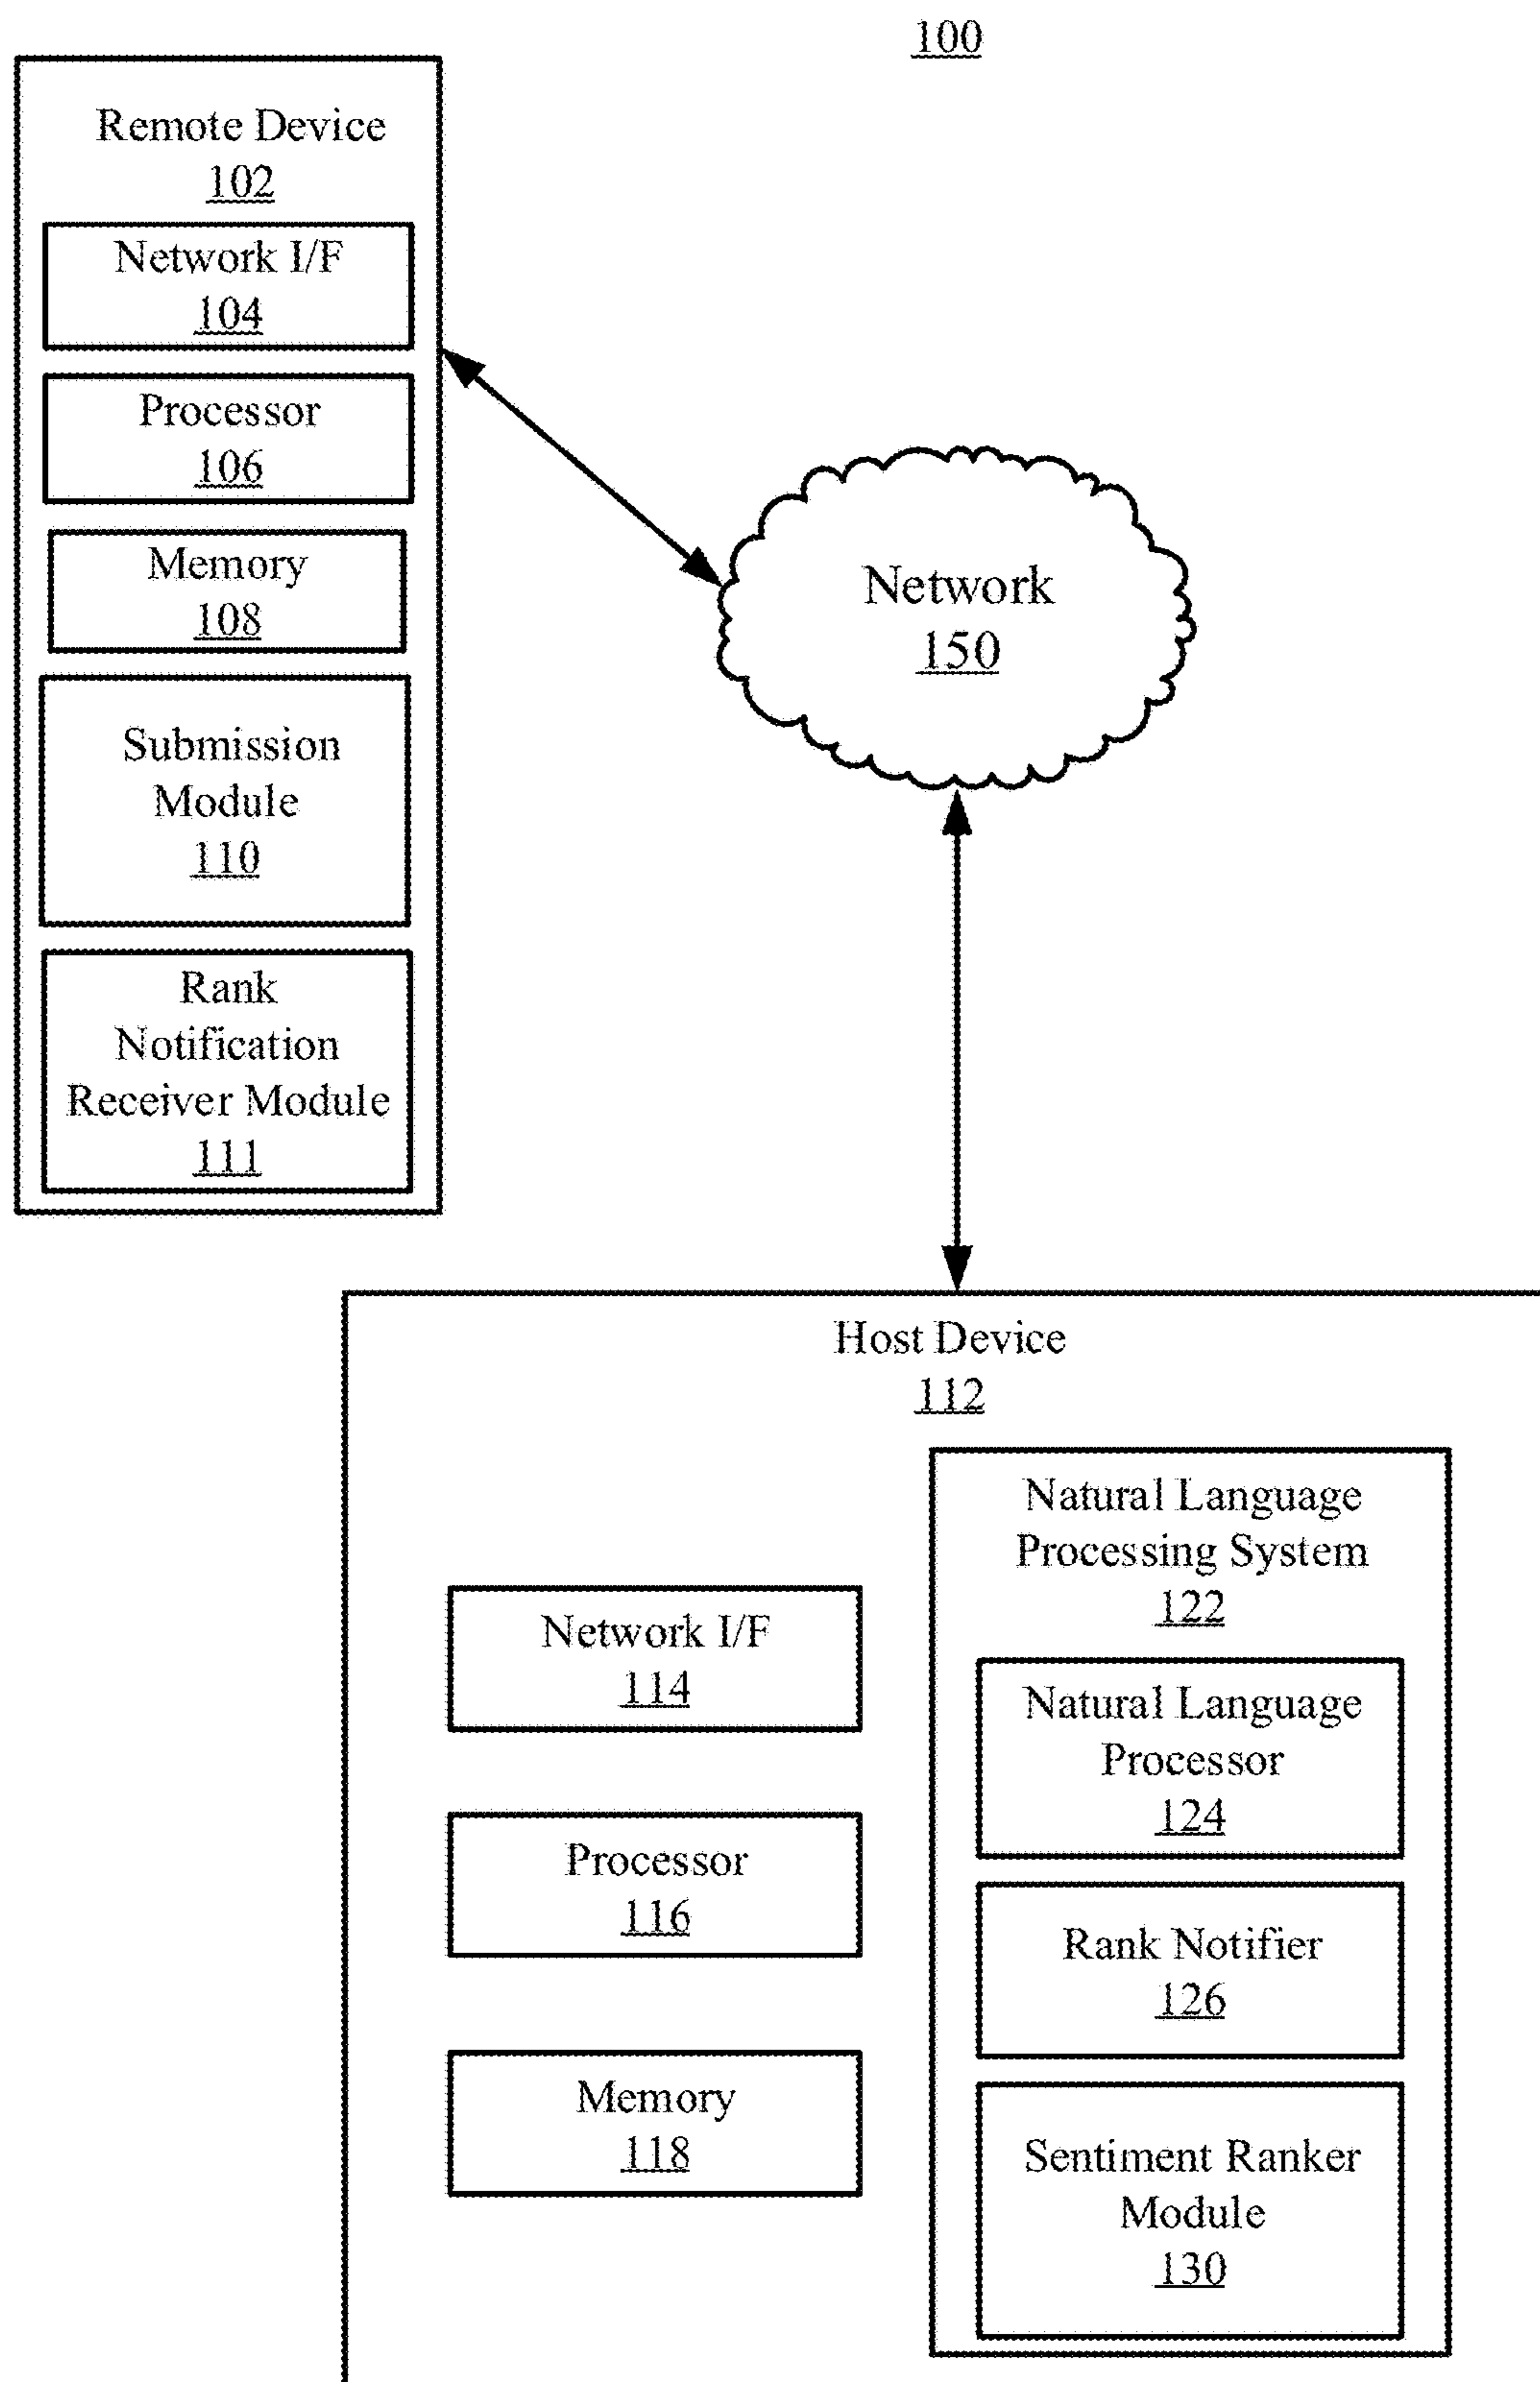 100
Remote Device
102
Network I/F
104
Processor
106
Memory
108
Submission
Module
110
Rank
Notification
Receiver Module
111
Network
150
Host Device
112
Network I/F
114
Processor
116
Memory
118
Natural Language
Processing System
122
Natural Language
Processor
124
Rank Notifier
126
Sentiment Ranker
Module
130